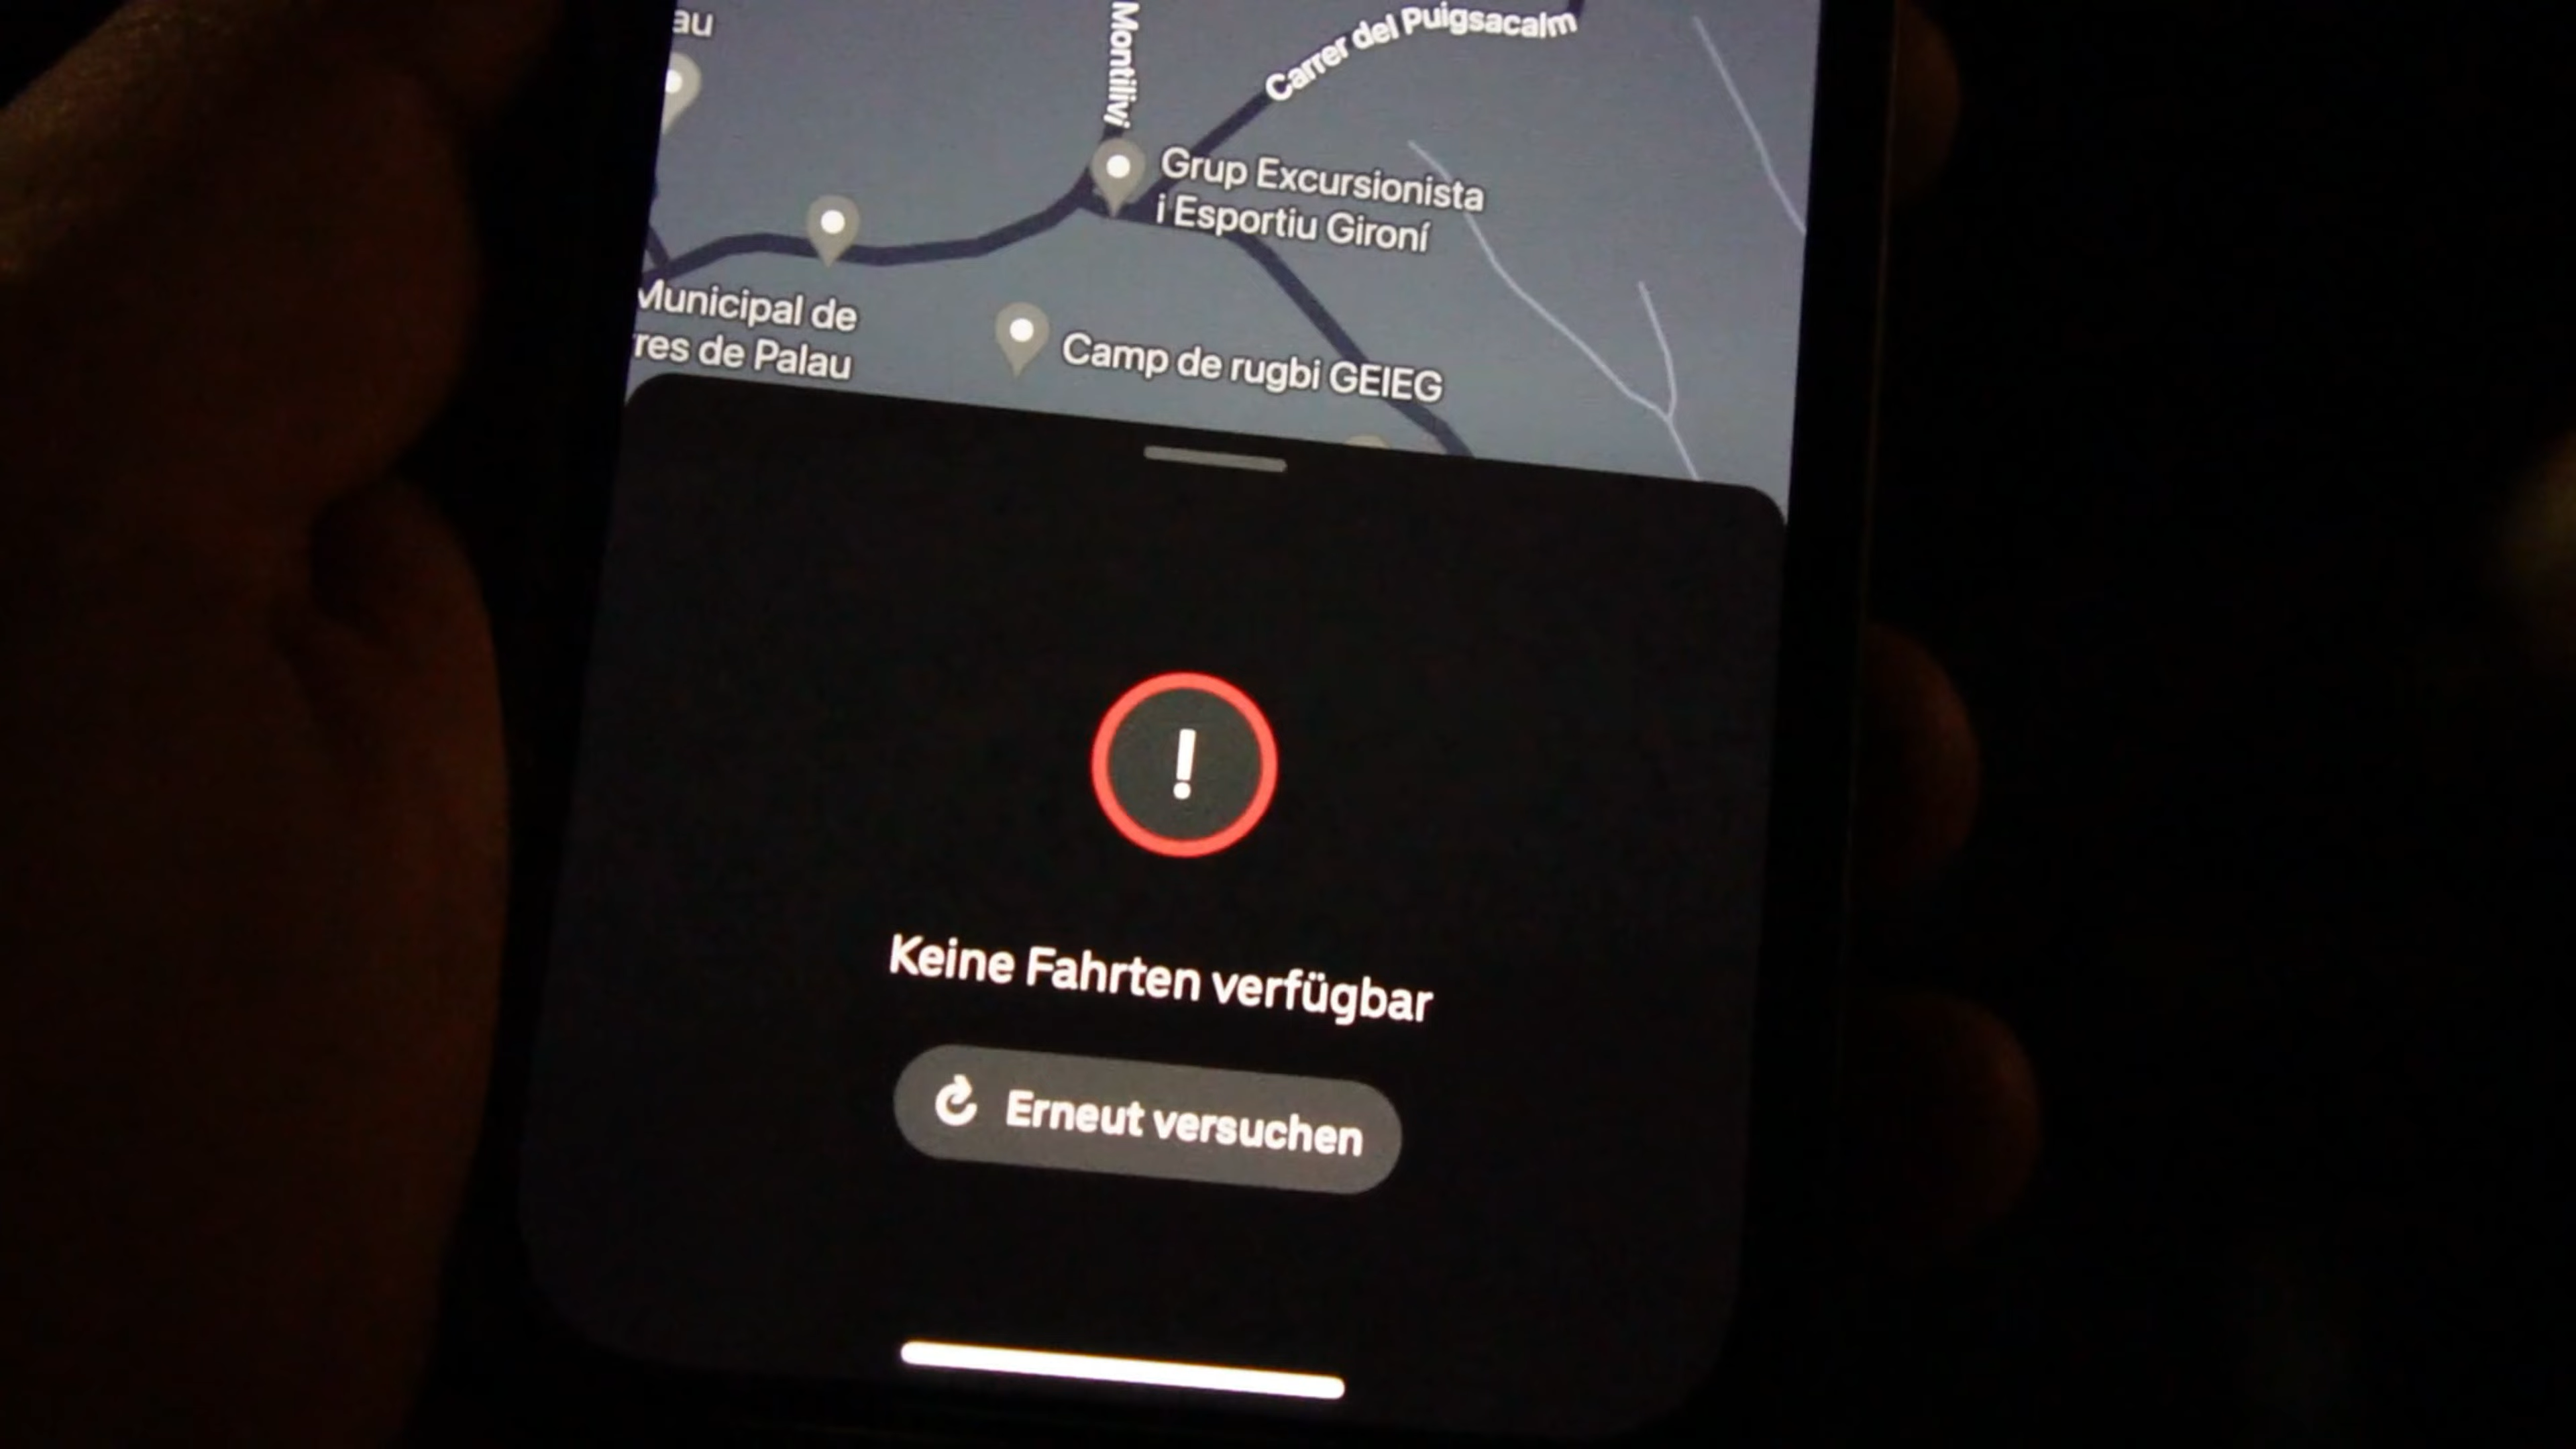 au
Montilivi
Carrer del Puigsacalm
Grup Excursionista
i Esportiu Gironí
Municipal de
res de Palau
Camp de rugbi GEIEG
!
Keine Fahrten verfügbar
Erneut versuchen